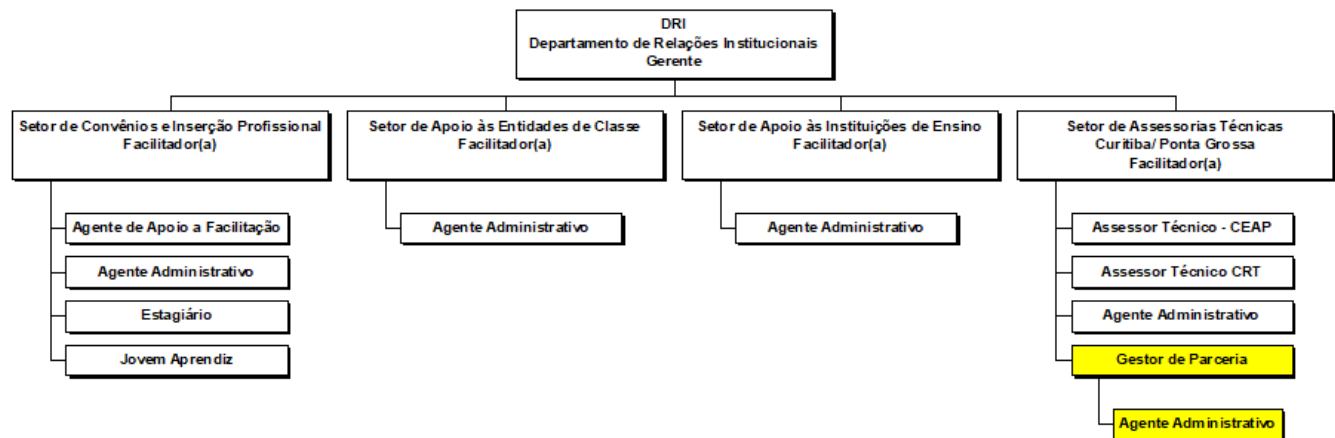 DRI
Departamento de Relações Institucionais
Gerente
Setor de Convênios e Inserção Profissional
Facilitador(a)
Setor de Apoio às Entidades de Classe
Facilitador(a)
Setor de Apoio às Instituições de Ensino
Facilitador(a)
Setor de Assessorias Técnicas
Curitiba/ Ponta Grossa
Facilitador(a)
Agente de Apoio a Facilitação
Agente Administrativo
Estagiário
Jovem Aprendiz
Agente Administrativo
Agente Administrativo
Assessor Técnico - CEAP
Assessor Técnico CRT
Agente Administrativo
Gestor de Parceria
Agente Administrativo